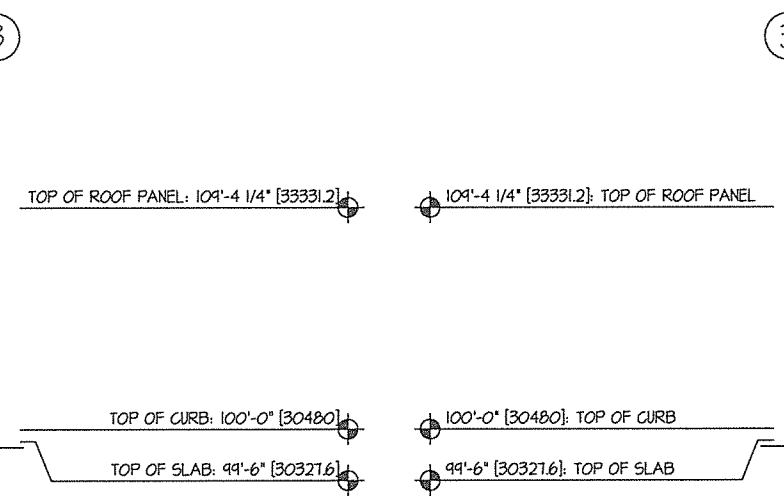 TOP OF ROOF PANEL: 109'-4 1/4" [33331.2]
109'-4 1/4" [33331.2]: TOP OF ROOF PANEL
TOP OF CURB: 100'-0" [30480]
100'-0" [30480]: TOP OF CURB
TOP OF SLAB: 99'-6" [30327.6]
99'-6" [30327.6]: TOP OF SLAB